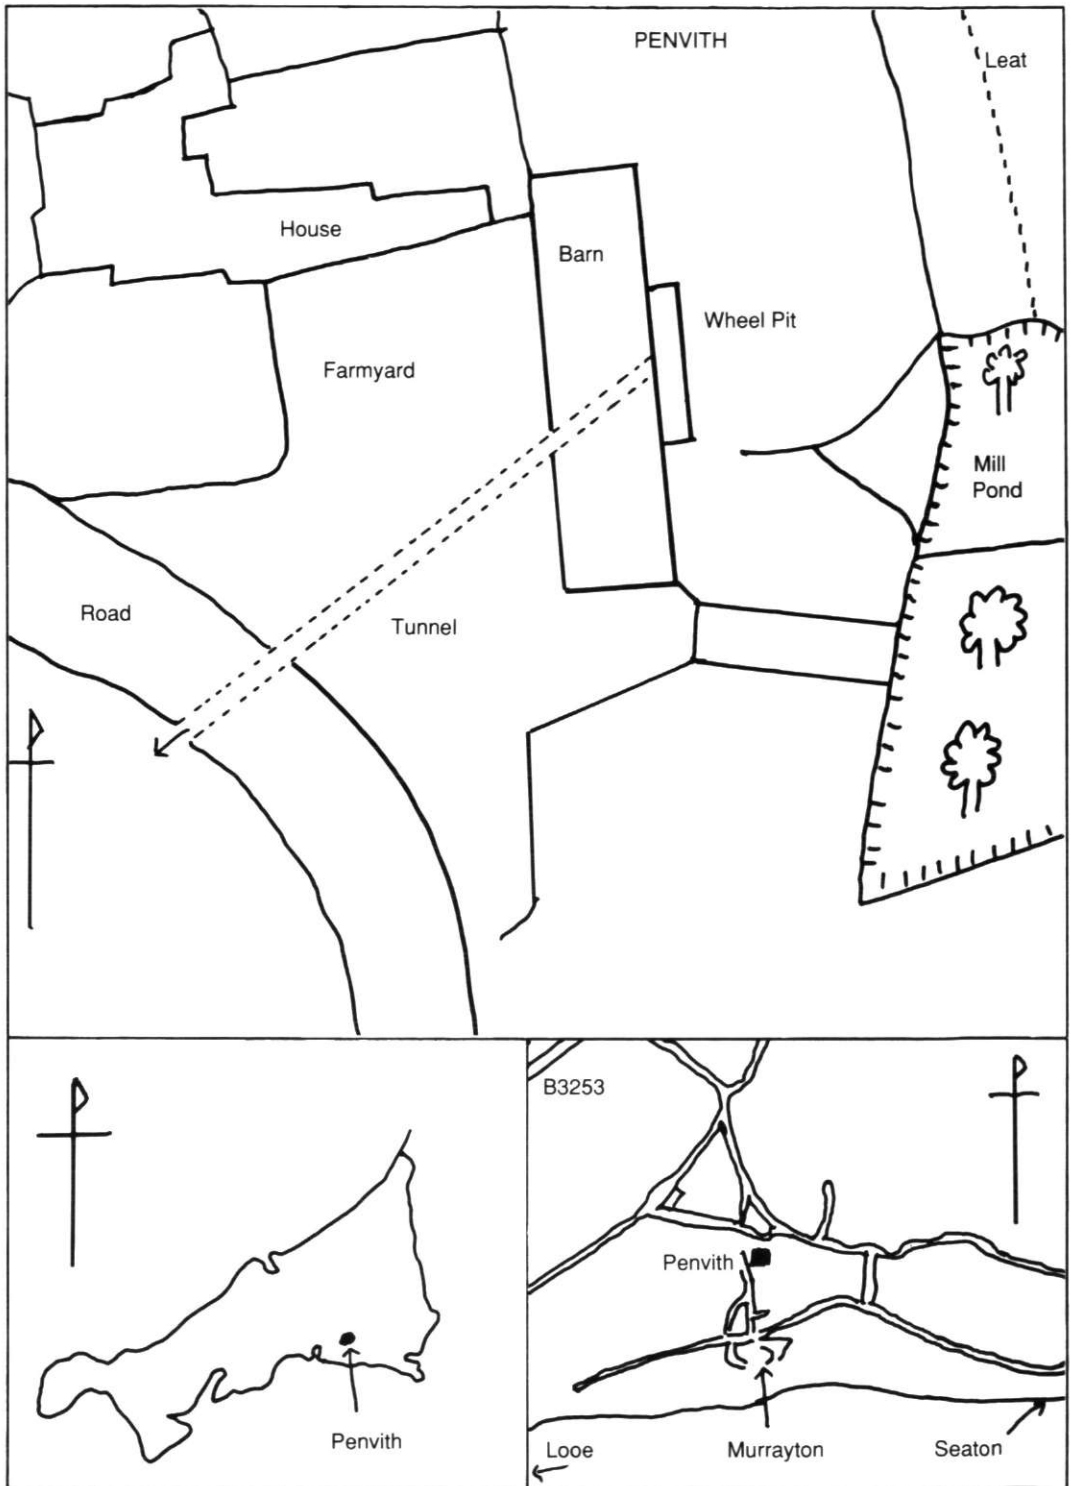 PENVITH
Leat
House
Barn
Wheel Pit
Farmyard
Mill
Pond
Road
Tunnel
B3253
Penvith
Penvith
Looe
Murrayton
Seaton